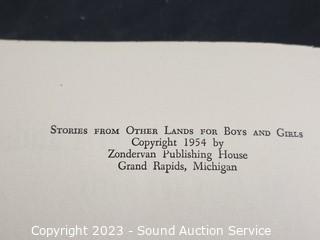 Stories from Other Lands for Boys and Girls
Copyright 1954 by
Zondervan Publishing House
Grand Rapids, Michigan
Copyright 2023 - Sound Auction Service